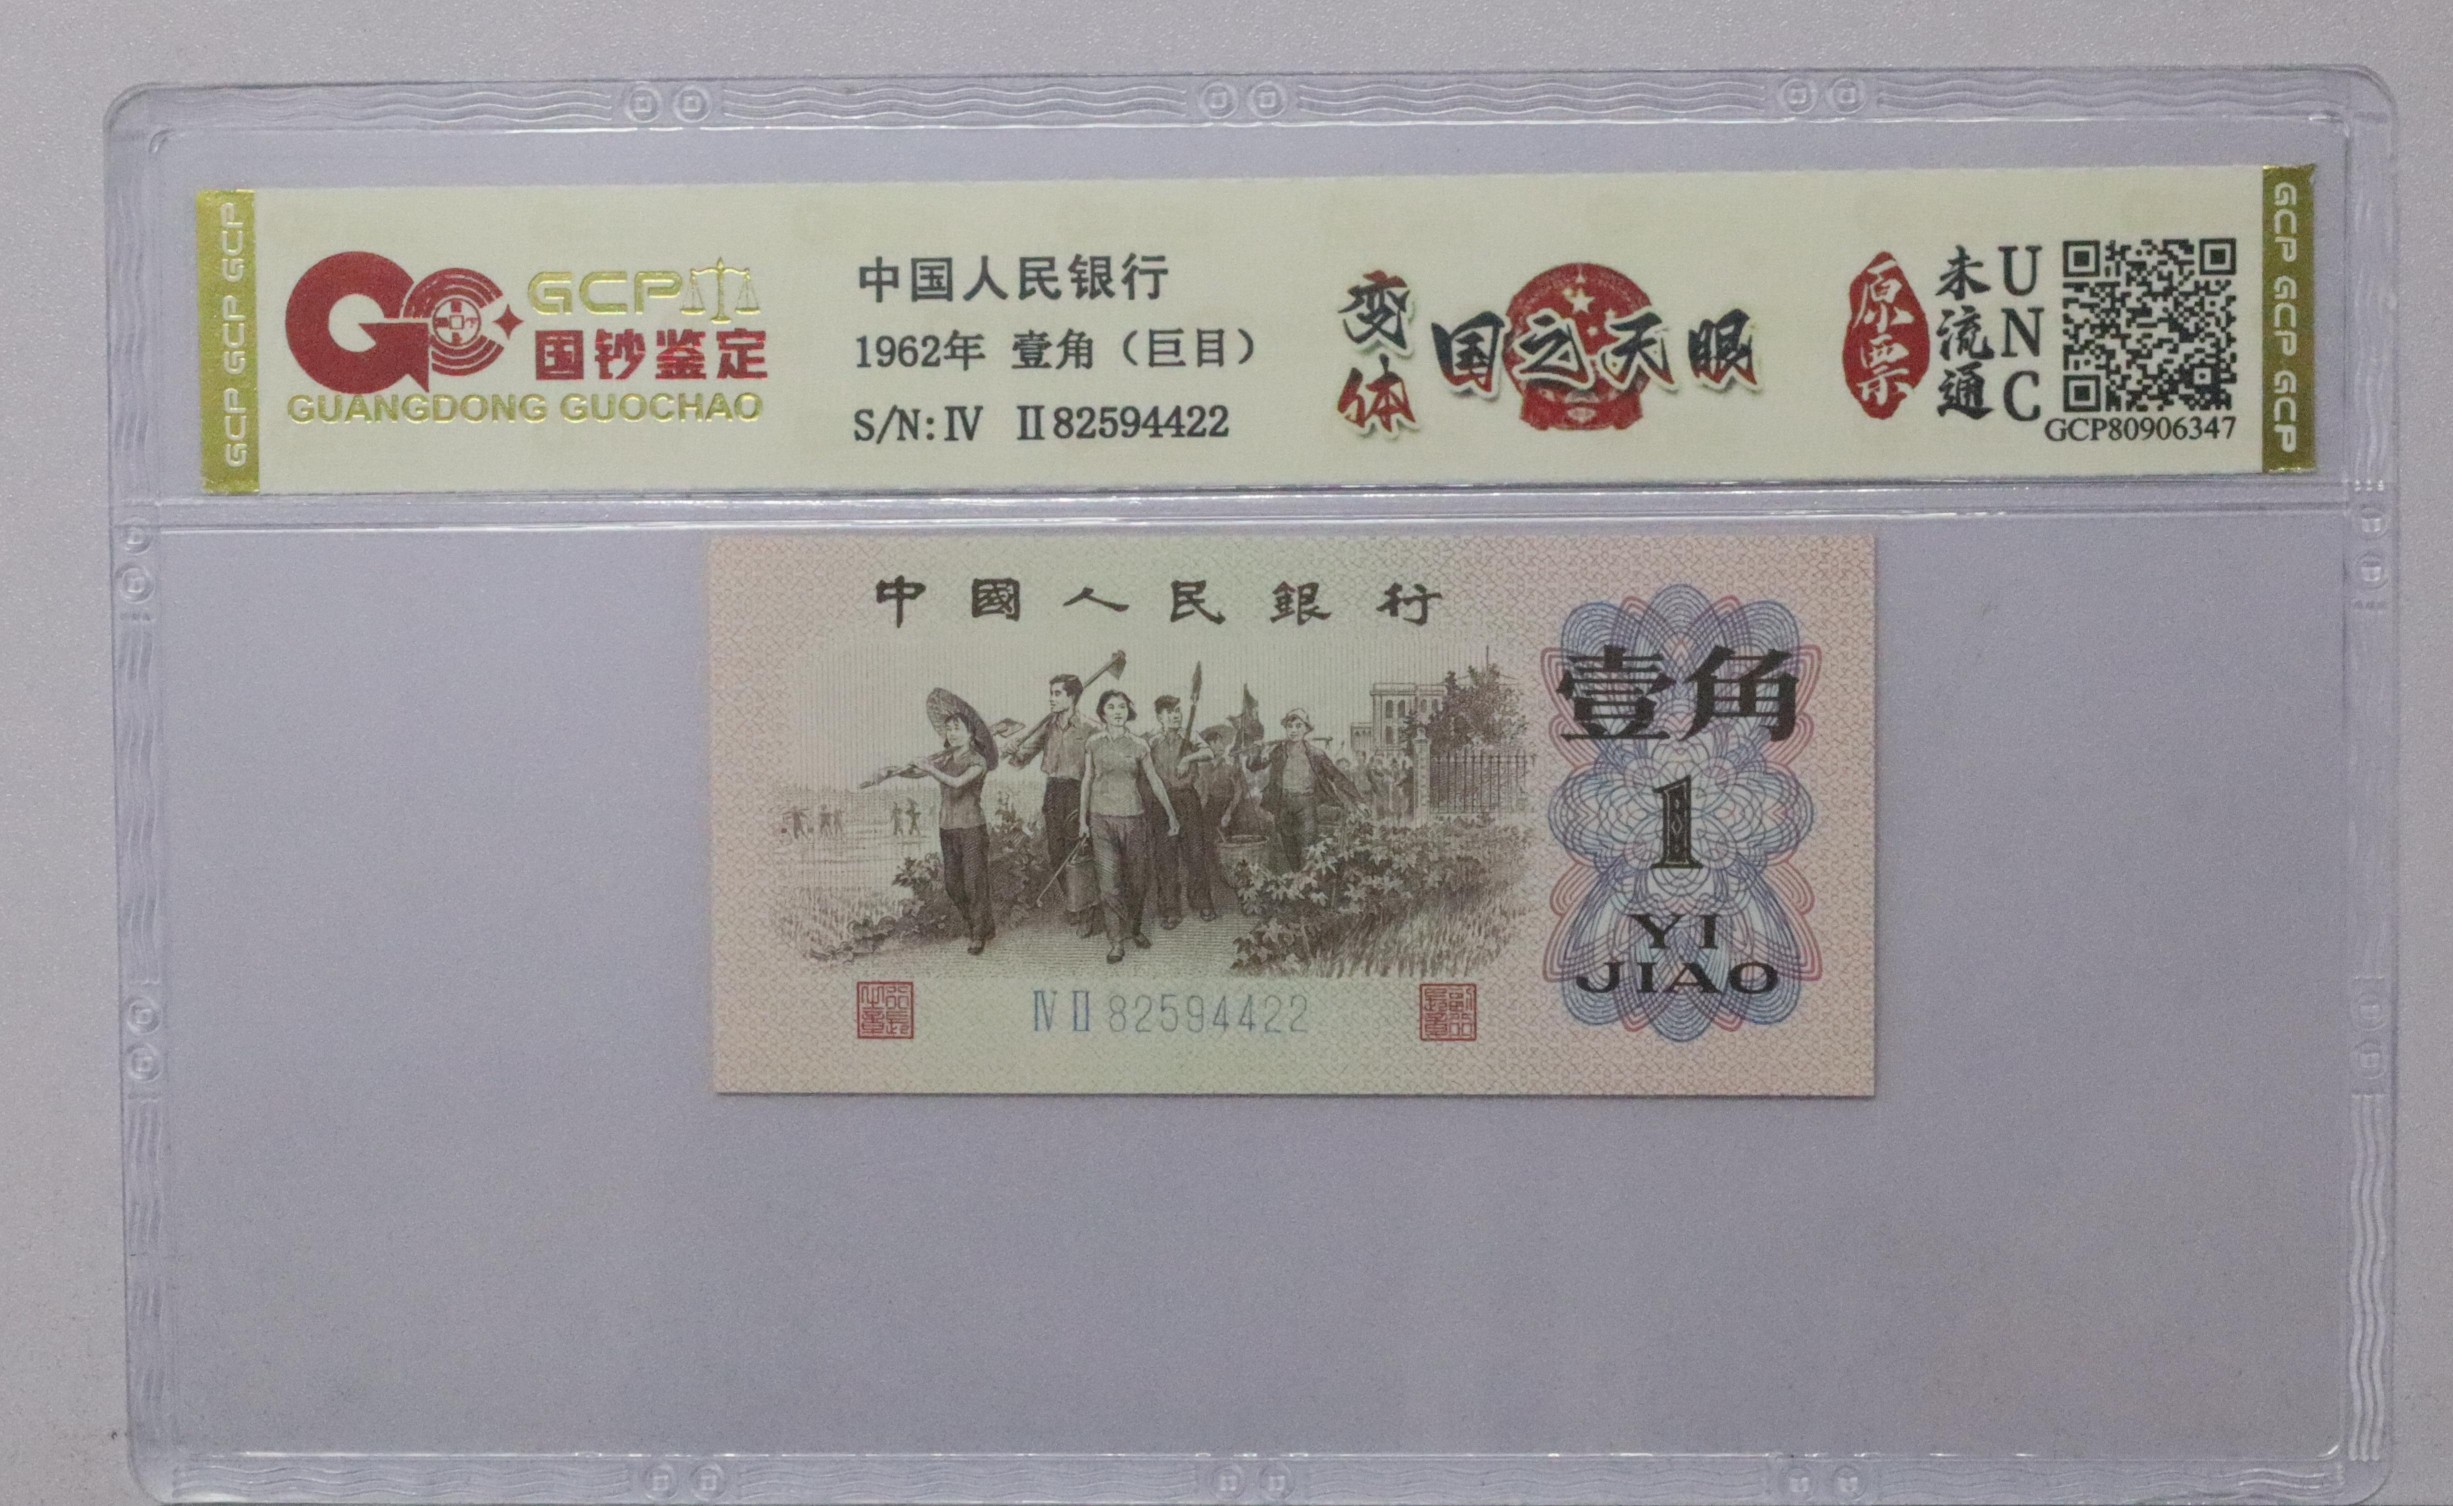 GCP GCP GCP
GCP
国钞鉴定
GUANGDONG GUOCHAO
中国人民银行
1962年 壹角（巨目）
S/N: Ⅳ Ⅱ82594422
变体
国之天眼
原票
未流通
UNC
GCP80906347
GCP GCP GCP
中國人民銀行
壹角
1
YI
JIAO
Ⅳ Ⅱ 82594422